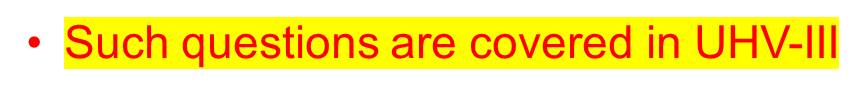 • Such questions are covered in UHV-III